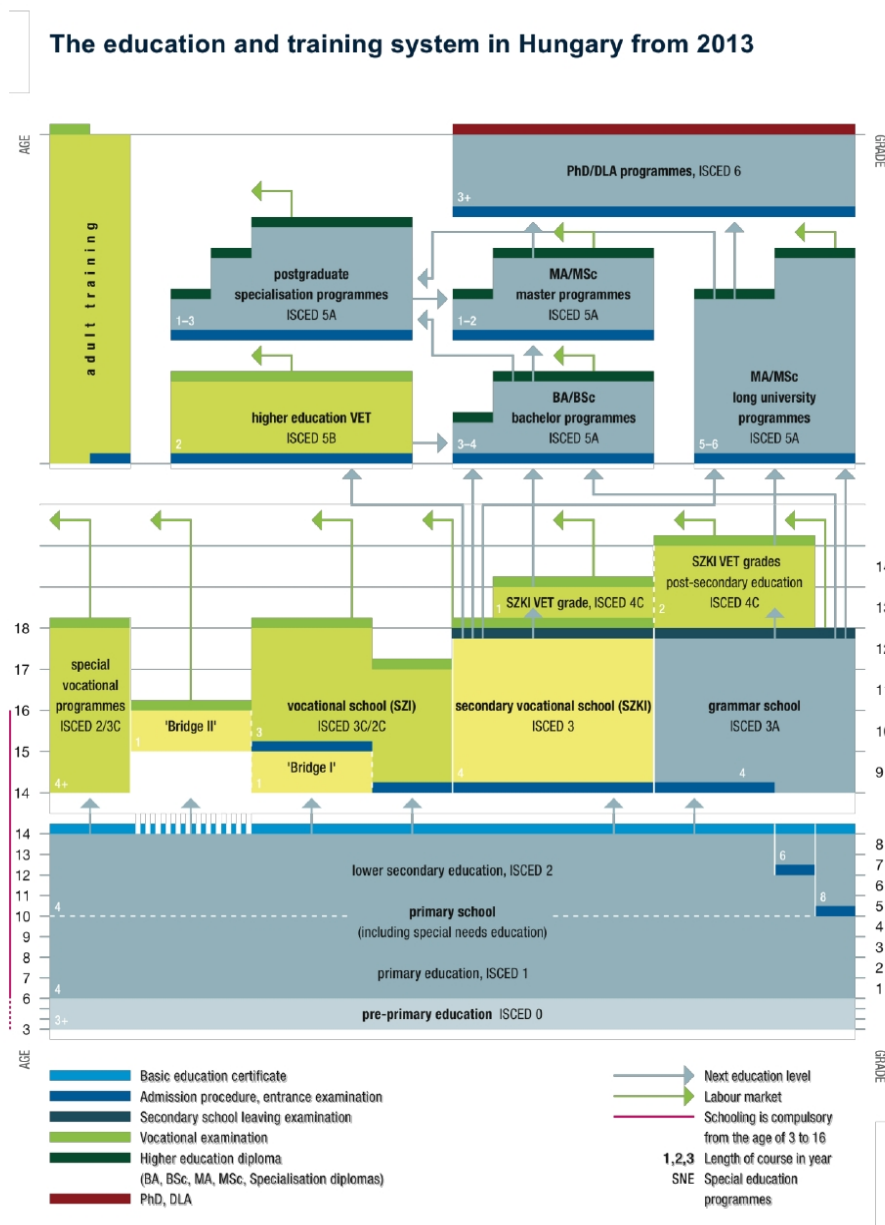 The education and training system in Hungary from 2013
AGE
GRADE
adult training
PhD/DLA programmes, ISCED 6
3+
postgraduate
specialisation programmes
ISCED 5A
1–3
MA/MSc
master programmes
ISCED 5A
1–2
higher education VET
ISCED 5B
2
BA/BSc
bachelor programmes
ISCED 5A
3–4
MA/MSc
long university
programmes
ISCED 5A
5–6
SZKI VET grade, ISCED 4C
1
SZKI VET grades
post-secondary education
ISCED 4C
2
18
17
16
15
14
special
vocational
programmes
ISCED 2/3C
4+
'Bridge II'
1
vocational school (SZI)
ISCED 3C/2C
3
'Bridge I'
1
secondary vocational school (SZKI)
ISCED 3
4
grammar school
ISCED 3A
4
14
13
12
11
10
9
14
13
12
11
10
9
8
7
6
3
lower secondary education, ISCED 2
4
primary school
(including special needs education)
primary education, ISCED 1
4
pre-primary education ISCED 0
3+
6
8
8
7
6
5
4
3
2
1
AGE
GRADE
Basic education certificate
Admission procedure, entrance examination
Secondary school leaving examination
Vocational examination
Higher education diploma
(BA, BSc, MA, MSc, Specialisation diplomas)
PhD, DLA
Next education level
Labour market
Schooling is compulsory
from the age of 3 to 16
1,2,3 Length of course in year
SNE Special education
programmes